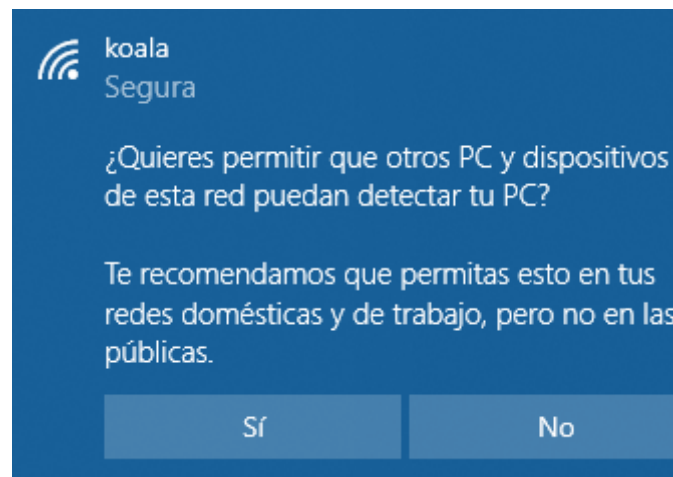 koala
Segura
¿Quieres permitir que otros PC y dispositivos
de esta red puedan detectar tu PC?
Te recomendamos que permitas esto en tus
redes domésticas y de trabajo, pero no en las
públicas.
Sí No